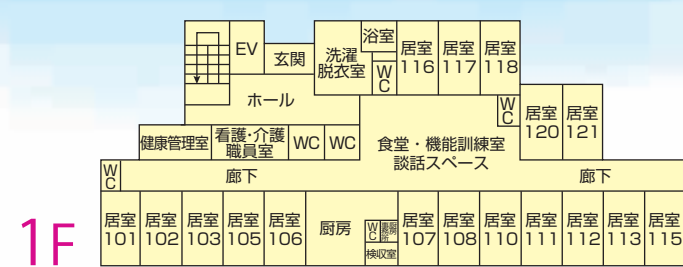 EV
玄関
洗濯
脱衣室
浴室
WC
居室
116
居室
117
居室
118
ホール
WC
居室
120
居室
121
健康管理室
看護・介護
職員室
WC
WC
食堂・機能訓練室
談話スペース
WC
廊下
廊下
1F
居室
101
居室
102
居室
103
居室
105
居室
106
厨房
WC
検収室
居室
107
居室
108
居室
110
居室
111
居室
112
居室
113
居室
115